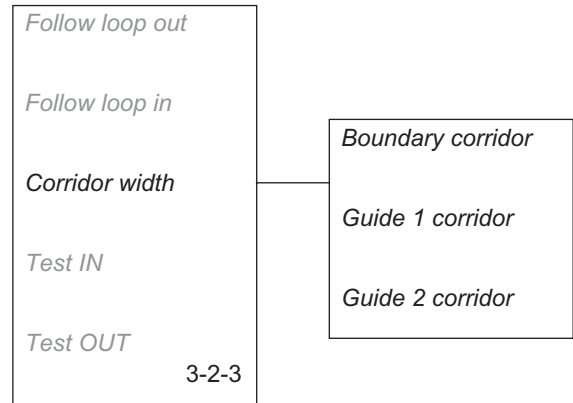 Follow loop out
Follow loop in
Corridor width
Test IN
Test OUT
3-2-3
Boundary corridor
Guide 1 corridor
Guide 2 corridor